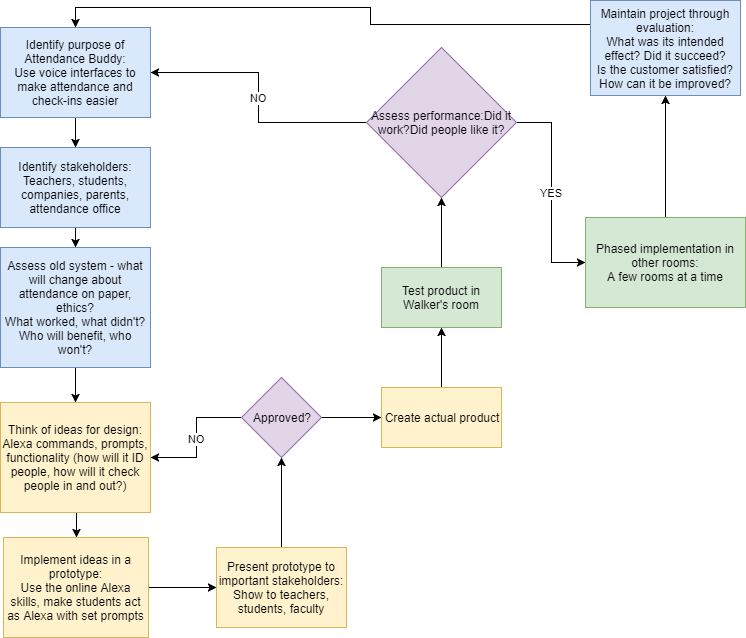 Identify purpose of
Attendance Buddy:
Use voice interfaces to
make attendance and
check-ins easier
Identify stakeholders:
Teachers, students,
companies, parents,
attendance office
Assess old system - what
will change about
attendance on paper,
ethics?
What worked, what didn't?
Who will benefit, who
won't?
Think of ideas for design:
Alexa commands, prompts,
functionality (how will it ID
people, how will it check
people in and out?)
Implement ideas in a
prototype:
Use the online Alexa
skills, make students act
as Alexa with set prompts
Present prototype to
important stakeholders:
Show to teachers,
students, faculty
Approved?
NO
Create actual product
Test product in
Walker's room
Assess performance:Did it
work?Did people like it?
NO
YES
Phased implementation in
other rooms:
A few rooms at a time
Maintain project through
evaluation:
What was its intended
effect? Did it succeed?
Is the customer satisfied?
How can it be improved?